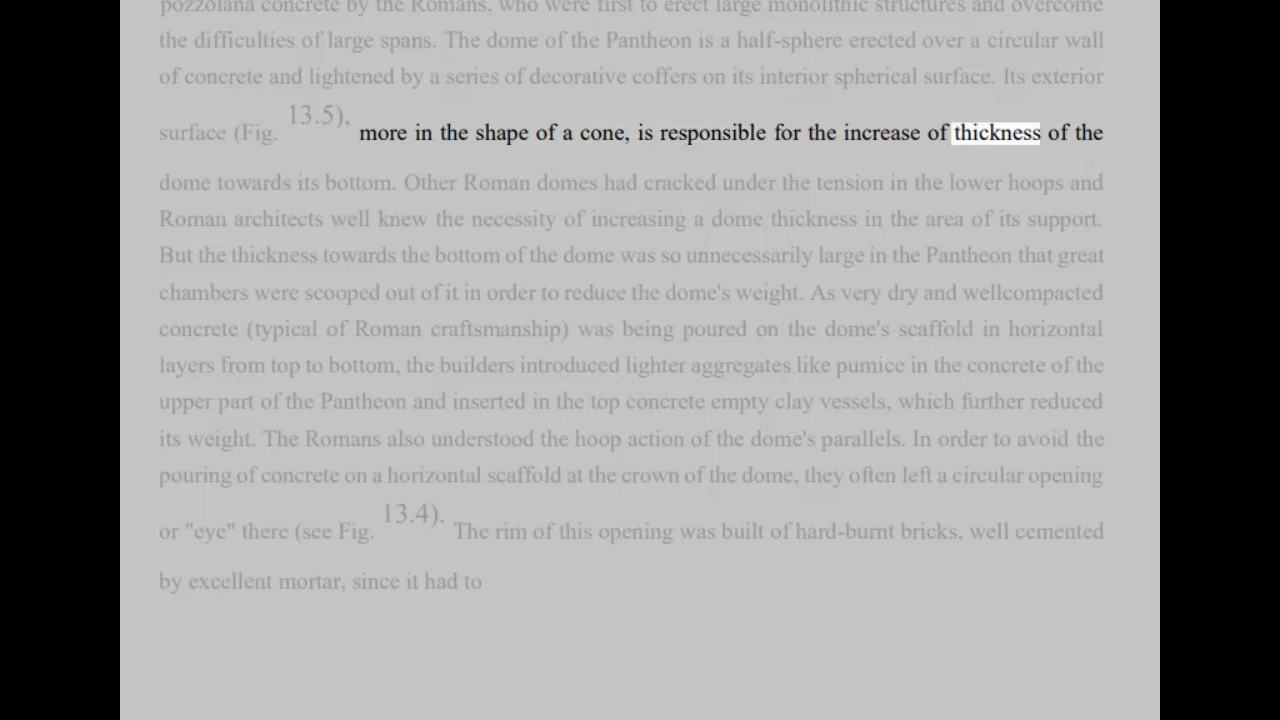 pozzolana concrete by the Romans, who were first to erect large monolithic structures and overcome
the difficulties of large spans. The dome of the Pantheon is a half-sphere erected over a circular wall
of concrete and lightened by a series of decorative coffers on its interior spherical surface. Its exterior
surface (Fig. 13.5), more in the shape of a cone, is responsible for the increase of thickness of the
dome towards its bottom. Other Roman domes had cracked under the tension in the lower hoops and
Roman architects well knew the necessity of increasing a dome thickness in the area of its support.
But the thickness towards the bottom of the dome was so unnecessarily large in the Pantheon that great
chambers were scooped out of it in order to reduce the dome's weight. As very dry and wellcompacted
concrete (typical of Roman craftsmanship) was being poured on the dome's scaffold in horizontal
layers from top to bottom, the builders introduced lighter aggregates like pumice in the concrete of the
upper part of the Pantheon and inserted in the top concrete empty clay vessels, which further reduced
its weight. The Romans also understood the hoop action of the dome's parallels. In order to avoid the
pouring of concrete on a horizontal scaffold at the crown of the dome, they often left a circular opening
or "eye" there (see Fig. 13.4). The rim of this opening was built of hard-burnt bricks, well cemented
by excellent mortar, since it had to